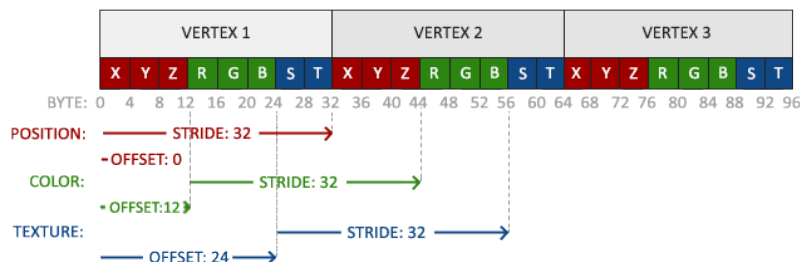 VERTEX 1 VERTEX 2 VERTEX 3
X Y Z R G B S T X Y Z R G B S T X Y Z R G B S T
BYTE: 0 4 8 12 16 20 24 28 32 36 40 44 48 52 56 60 64 68 72 76 80 84 88 92 96
POSITION: STRIDE: 32
OFFSET: 0
COLOR: STRIDE: 32
OFFSET:12
TEXTURE: STRIDE: 32
OFFSET: 24